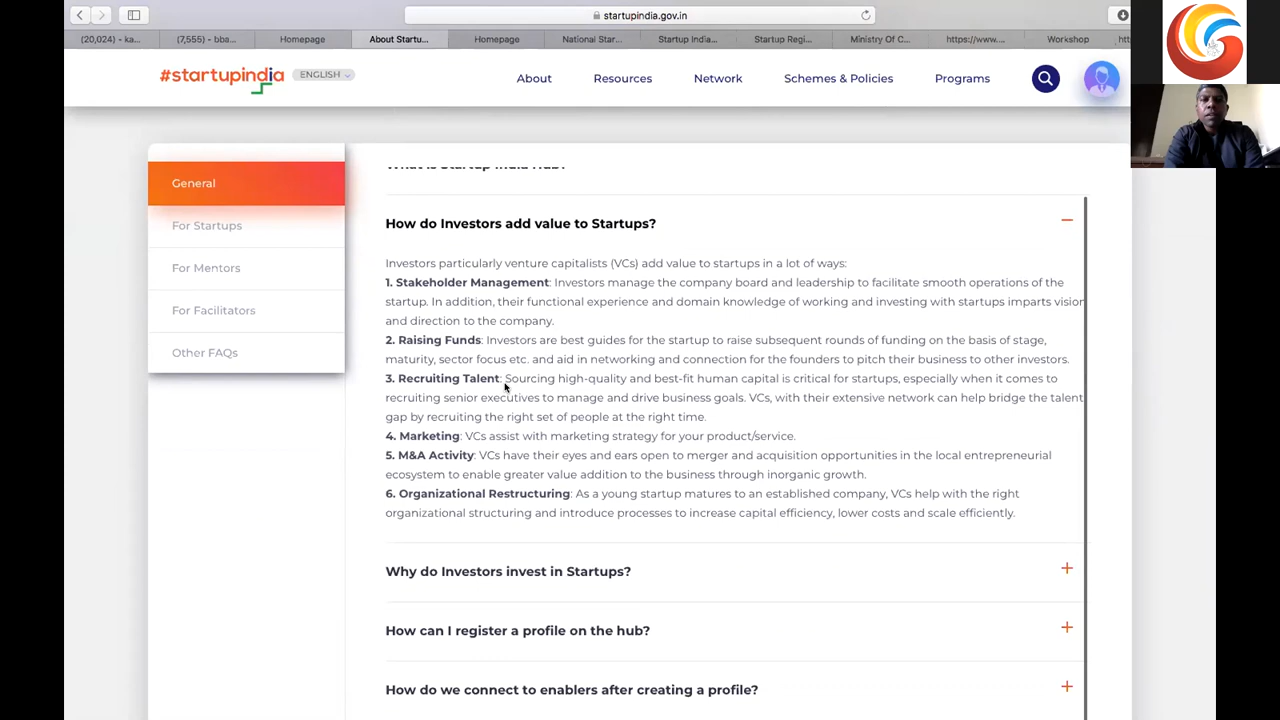 startupindia.gov.in
(20,024) - ka...
(7,555) - bba...
Homepage
About Startu...
Homepage
National Star...
Startup India...
Startup Regi...
Ministry Of C...
https://www....
Workshop
#startupindia
ENGLISH
About
Resources
Network
Schemes & Policies
Programs
General
For Startups
For Mentors
For Facilitators
Other FAQs
What is Startup India Hub?
How do Investors add value to Startups?
Investors particularly venture capitalists (VCs) add value to startups in a lot of ways:
1. Stakeholder Management: Investors manage the company board and leadership to facilitate smooth operations of the
startup. In addition, their functional experience and domain knowledge of working and investing with startups imparts vision
and direction to the company.
2. Raising Funds: Investors are best guides for the startup to raise subsequent rounds of funding on the basis of stage,
maturity, sector focus etc. and aid in networking and connection for the founders to pitch their business to other investors.
3. Recruiting Talent: Sourcing high-quality and best-fit human capital is critical for startups, especially when it comes to
recruiting senior executives to manage and drive business goals. VCs, with their extensive network can help bridge the talent
gap by recruiting the right set of people at the right time.
4. Marketing: VCs assist with marketing strategy for your product/service.
5. M&A Activity: VCs have their eyes and ears open to merger and acquisition opportunities in the local entrepreneurial
ecosystem to enable greater value addition to the business through inorganic growth.
6. Organizational Restructuring: As a young startup matures to an established company, VCs help with the right
organizational structuring and introduce processes to increase capital efficiency, lower costs and scale efficiently.
Why do Investors invest in Startups?
How can I register a profile on the hub?
How do we connect to enablers after creating a profile?